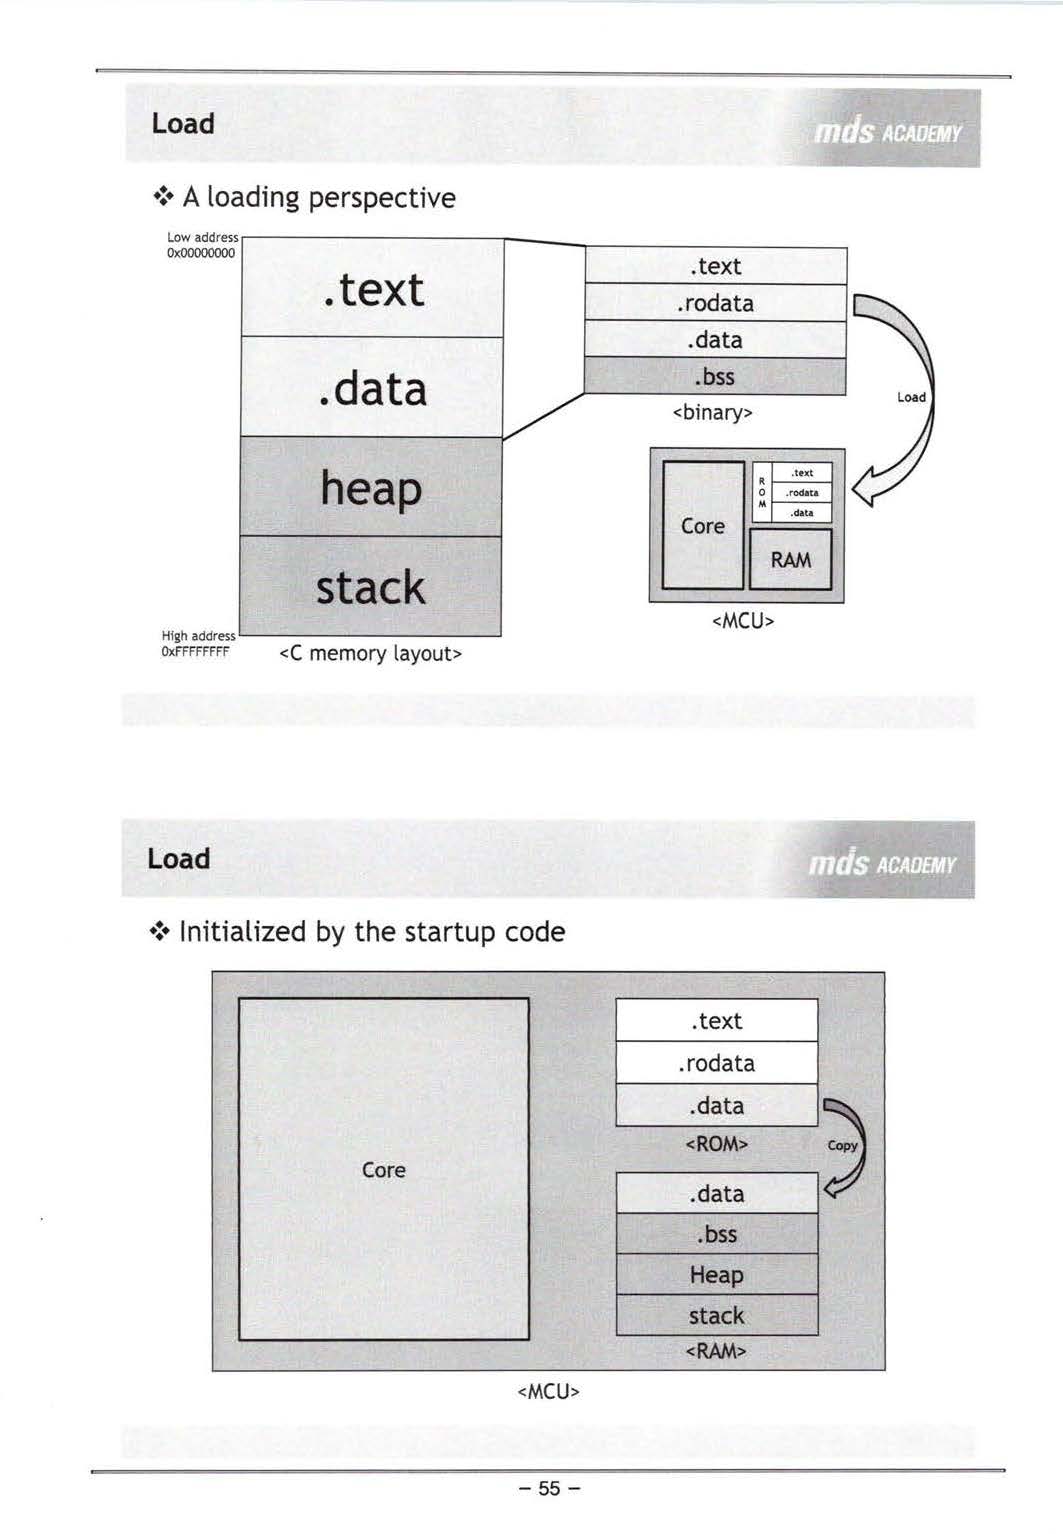 Load
mds ACADEMY
❖ A loading perspective
Low address
0x00000000
.text
.data
heap
stack
High address
0xFFFFFFFF
<C memory layout>
.text
.rodata
.data
.bss
<binary>
Load
Core
ROM
.text
.rodata
.data
RAM
<MCU>
Load
mds ACADEMY
❖ Initialized by the startup code
Core
.text
.rodata
.data
<ROM>
Copy
.data
.bss
Heap
stack
<RAM>
<MCU>
- 55 -